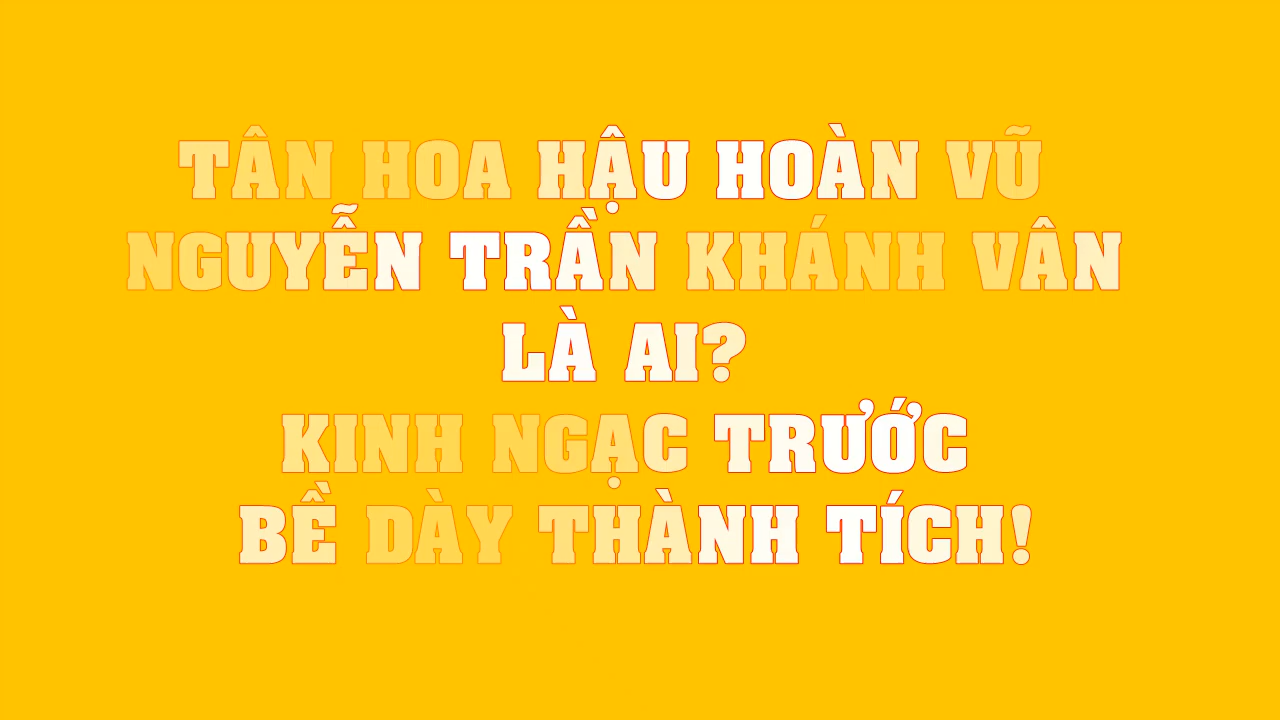 TÂN HOA HẬU HOÀN VŨ
NGUYỄN TRẦN KHÁNH VÂN
LÀ AI?
KINH NGẠC TRƯỚC
BỀ DÀY THÀNH TÍCH!